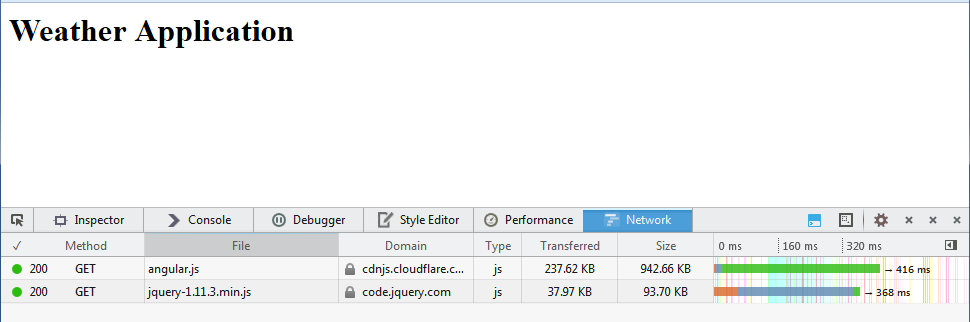 Weather Application
Inspector Console Debugger Style Editor Performance Network
✓ Method File Domain Type Transferred Size 0 ms 160 ms 320 ms
200 GET angular.js cdnjs.cloudflare.c... js 237.62 KB 942.66 KB → 416 ms
200 GET jquery-1.11.3.min.js code.jquery.com js 37.97 KB 93.70 KB → 368 ms